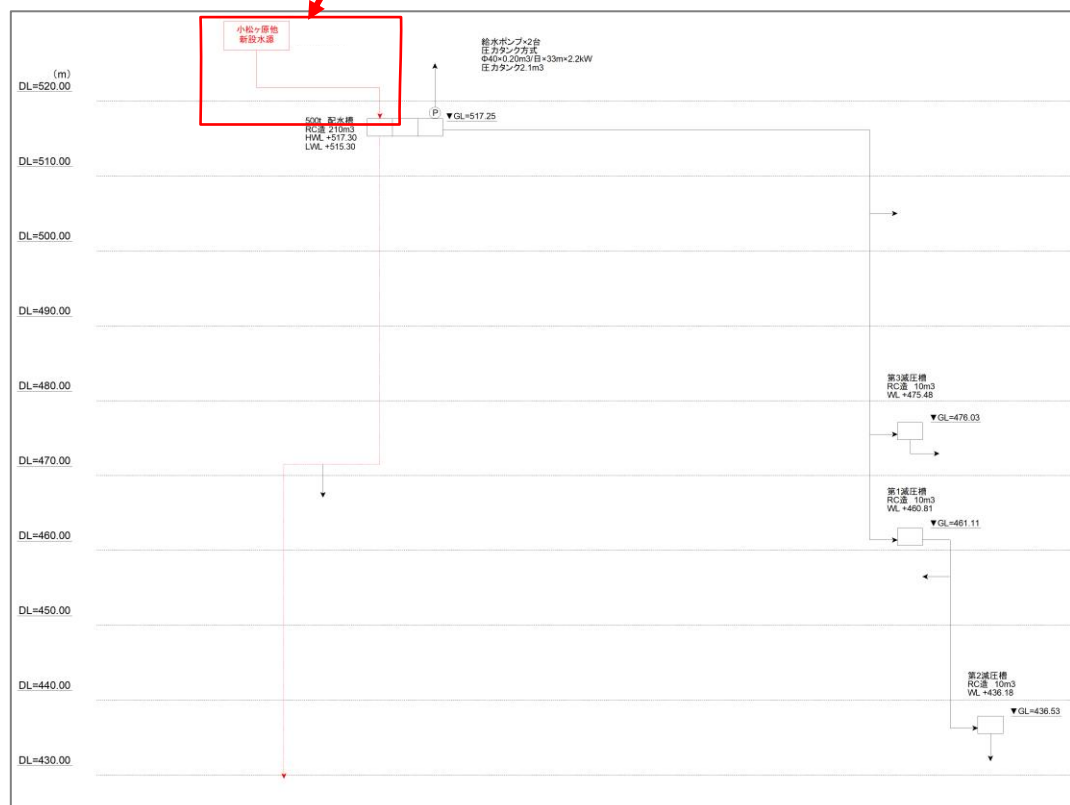 小松ヶ原他
新設水源
給水ポンプ×2台
圧力タンク方式
Φ40×0.20m3/日×33m×2.2kW
圧力タンク2.1m3
(m)
DL=520.00
P
▼GL=517.25
500t 配水槽
RC造 210m3
HWL +517.30
LWL +515.30
DL=510.00
DL=500.00
DL=490.00
DL=480.00
第3減圧槽
RC造 10m3
WL +475.48
▼GL=476.03
DL=470.00
第1減圧槽
RC造 10m3
WL +460.81
▼GL=461.11
DL=460.00
DL=450.00
DL=440.00
第2減圧槽
RC造 10m3
WL +436.18
▼GL=436.53
DL=430.00